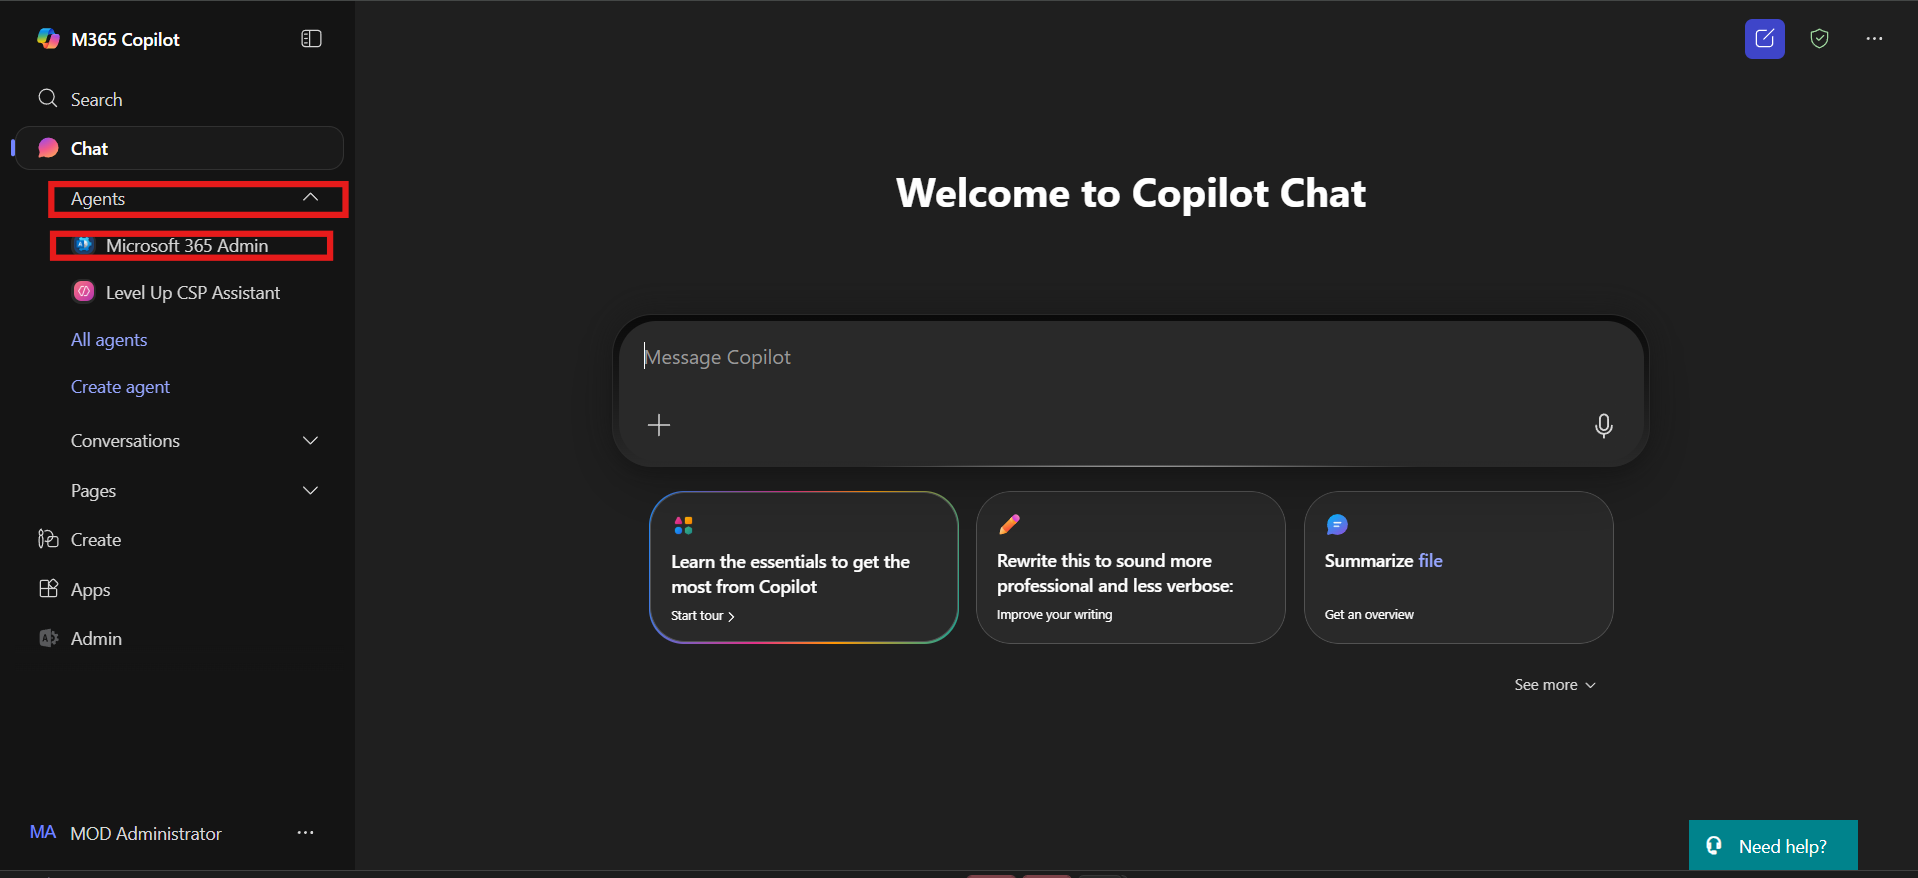 M365 Copilot
Search
Chat
Agents
Microsoft 365 Admin
Level Up CSP Assistant
All agents
Create agent
Conversations
Pages
Create
Apps
Admin
MA MOD Administrator
Welcome to Copilot Chat
Message Copilot
Learn the essentials to get the
most from Copilot
Start tour
Rewrite this to sound more
professional and less verbose:
Improve your writing
Summarize file
Get an overview
See more
Need help?